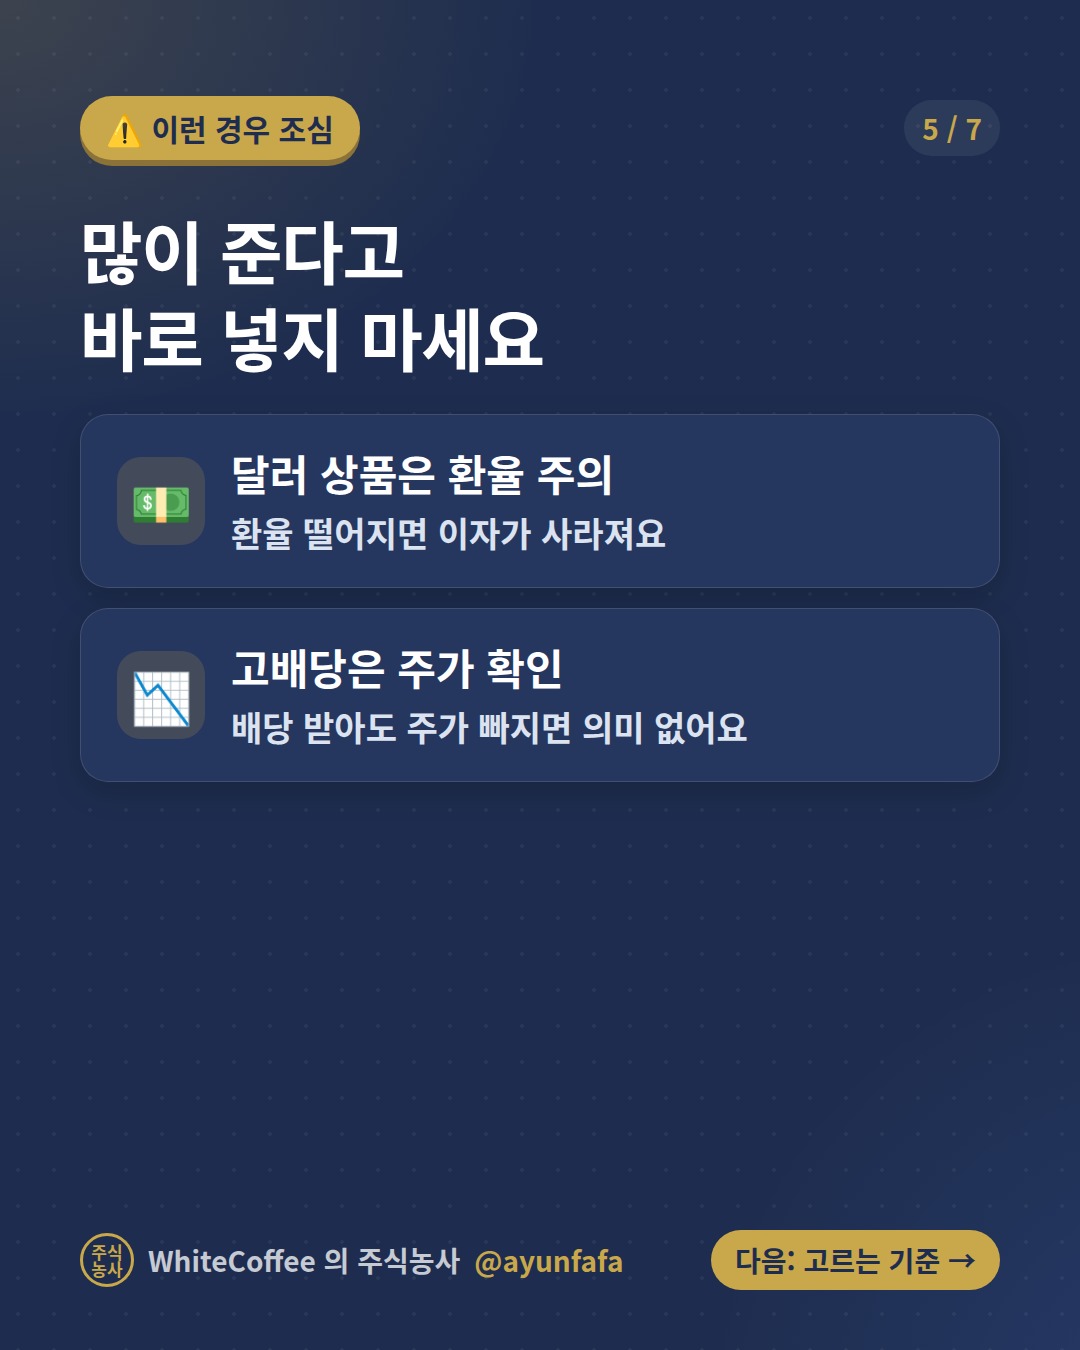 ⚠️ 이런 경우 조심
5 / 7
많이 준다고
바로 넣지 마세요
달러 상품은 환율 주의
환율 떨어지면 이자가 사라져요
고배당은 주가 확인
배당 받아도 주가 빠지면 의미 없어요
주식
농사
WhiteCoffee 의 주식농사 @ayunfafa
다음: 고르는 기준 →